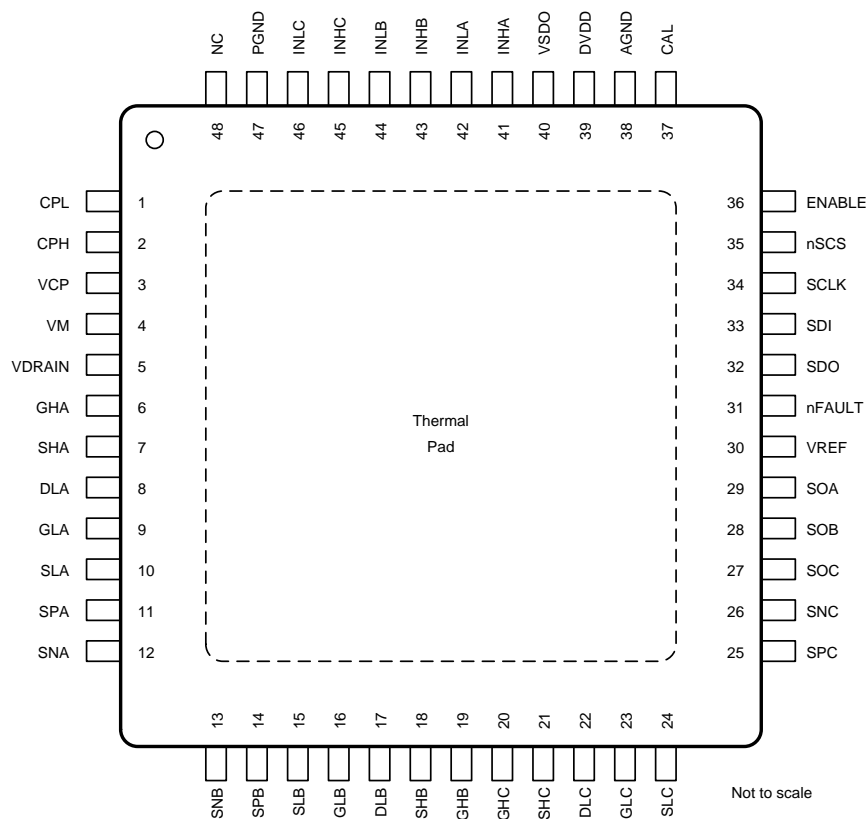 NC PGND INLC INHC INLB INHB INLA INHA VSDO DVDD AGND CAL
48 47 46 45 44 43 42 41 40 39 38 37
CPL 1 36 ENABLE
CPH 2 35 nSCS
VCP 3 34 SCLK
VM 4 33 SDI
VDRAIN 5 32 SDO
GHA 6 31 nFAULT
Thermal
SHA 7 30 VREF
Pad
DLA 8 29 SOA
GLA 9 28 SOB
SLA 10 27 SOC
SPA 11 26 SNC
SNA 12 25 SPC
13 14 15 16 17 18 19 20 21 22 23 24
SNB SPB SLB GLB DLB SHB GHB GHC SHC DLC GLC SLC
Not to scale